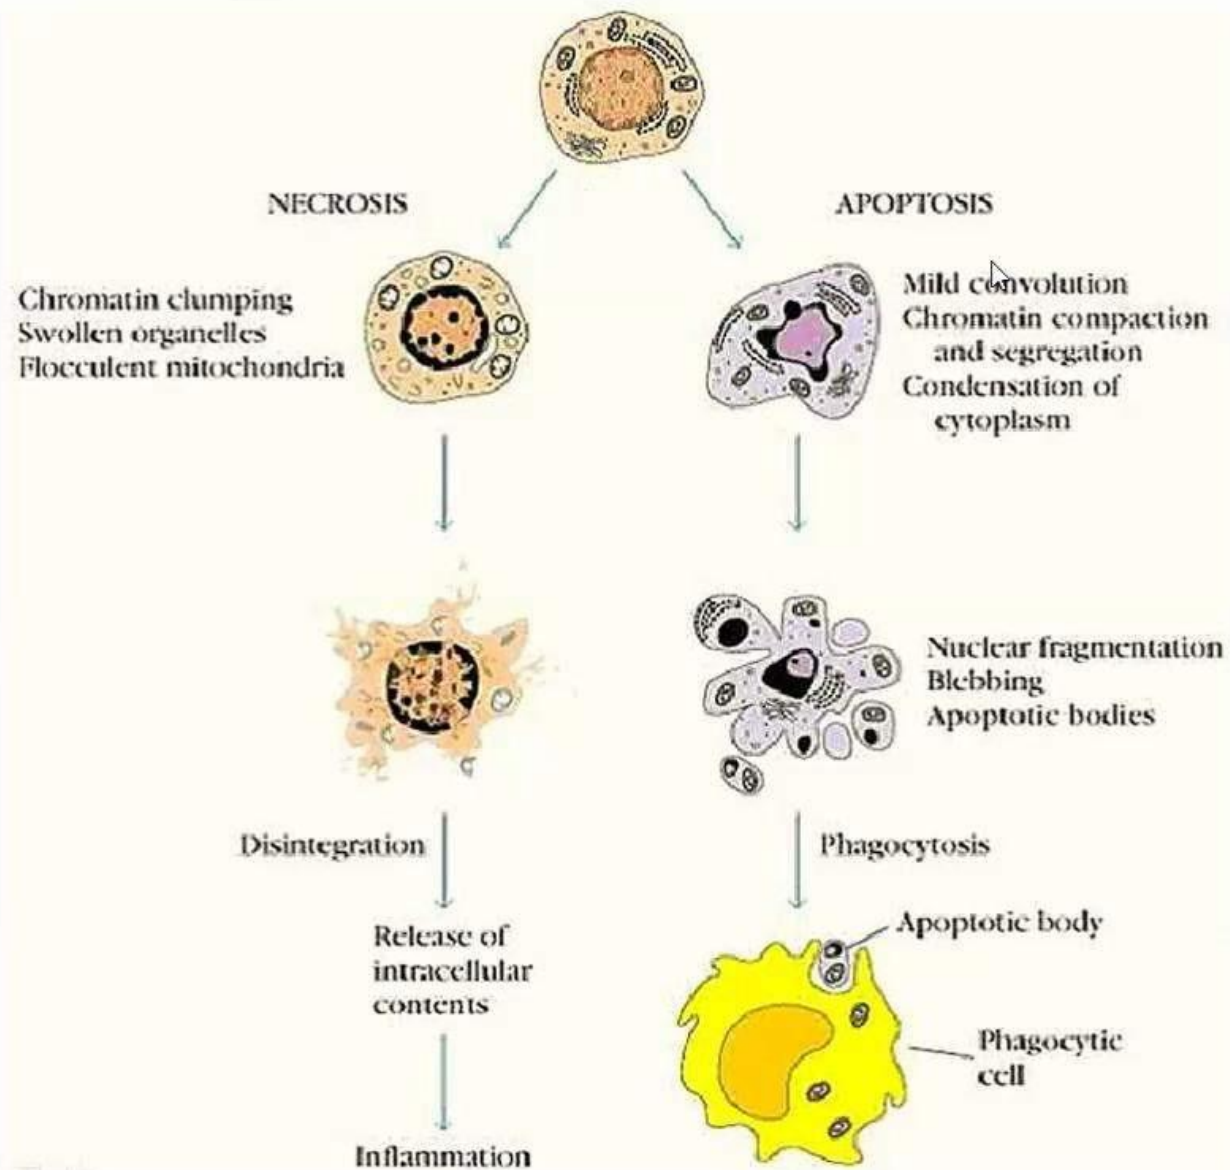 NECROSIS
APOPTOSIS
Chromatin clumping
Swollen organelles
Flocculent mitochondria
Mild convolution
Chromatin compaction
and segregation
Condensation of
cytoplasm
Nuclear fragmentation
Blebbing
Apoptotic bodies
Disintegration
Phagocytosis
Release of
intracellular
contents
Apoptotic body
Phagocytic
cell
Inflammation